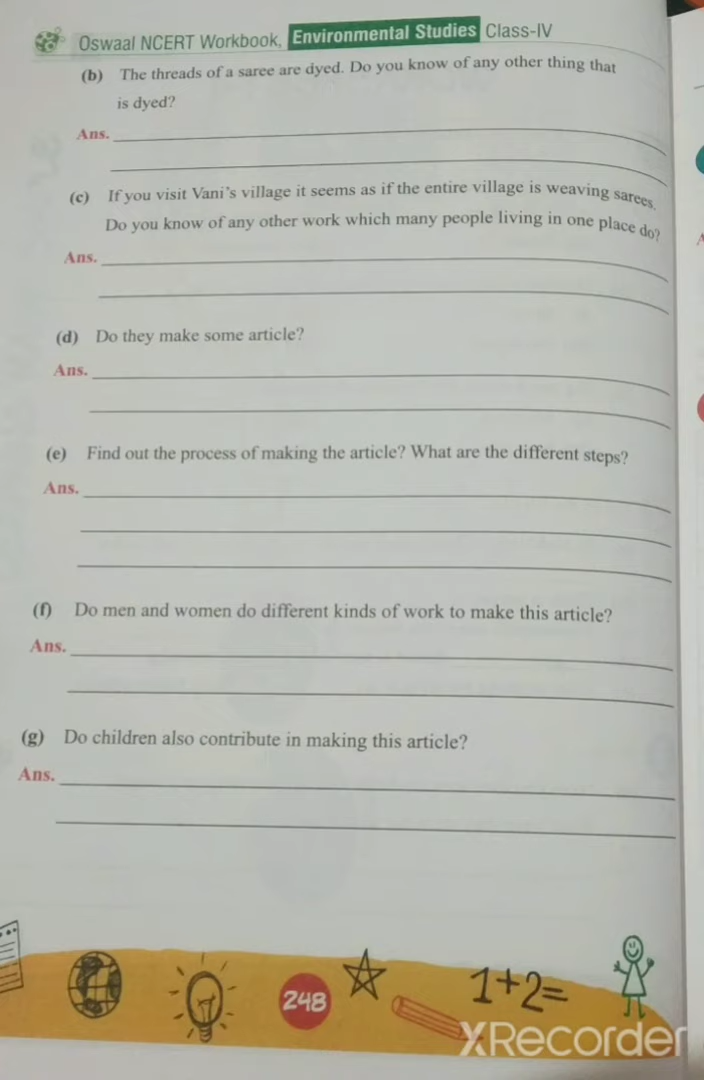 Oswaal NCERT Workbook, Environmental Studies Class-IV
(b) The threads of a saree are dyed. Do you know of any other thing that
is dyed?
Ans.
(c) If you visit Vani's village it seems as if the entire village is weaving sarees.
Do you know of any other work which many people living in one place do?
Ans.
(d) Do they make some article?
Ans.
(e) Find out the process of making the article? What are the different steps?
Ans.
(f) Do men and women do different kinds of work to make this article?
Ans.
(g) Do children also contribute in making this article?
Ans.
248
1+2=
XRecorder